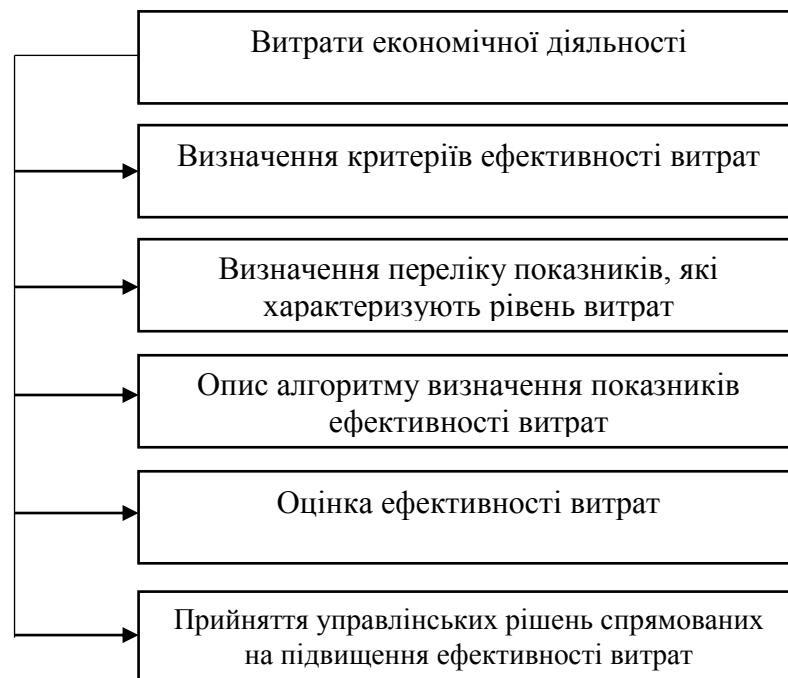 Витрати економічної діяльності
Визначення критеріїв ефективності витрат
Визначення переліку показників, які
характеризують рівень витрат
Опис алгоритму визначення показників
ефективності витрат
Оцінка ефективності витрат
Прийняття управлінських рішень спрямованих
на підвищення ефективності витрат